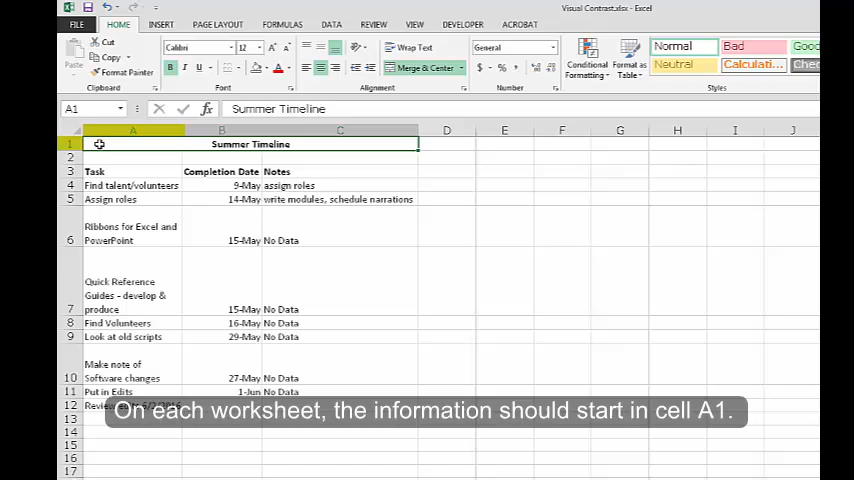 Visual Contrast.xlsx - Excel
FILE HOME INSERT PAGE LAYOUT FORMULAS DATA REVIEW VIEW DEVELOPER ACROBAT
Cut
Copy
Format Painter
Paste
Clipboard
Calibri 12
B I U
Font
Wrap Text
Merge & Center
Alignment
General
$ % ,
Number
Conditional Formatting
Format as Table
Normal Bad Good
Neutral Calculati...
Styles
A1 fx Summer Timeline
A B C D E F G H I J
1 Summer Timeline
2
3 Task Completion Date Notes
4 Find talent/volunteers 9-May assign roles
5 Assign roles 14-May write modules, schedule narrations
Ribbons for Excel and
6 PowerPoint 15-May No Data
Quick Reference
Guides - develop &
7 produce 15-May No Data
8 Find Volunteers 16-May No Data
9 Look at old scripts 29-May No Data
Make note of
10 Software changes 27-May No Data
11 Put in Edits 1-Jun No Data
12
On each worksheet, the information should start in cell A1.
13
14
15
16
17